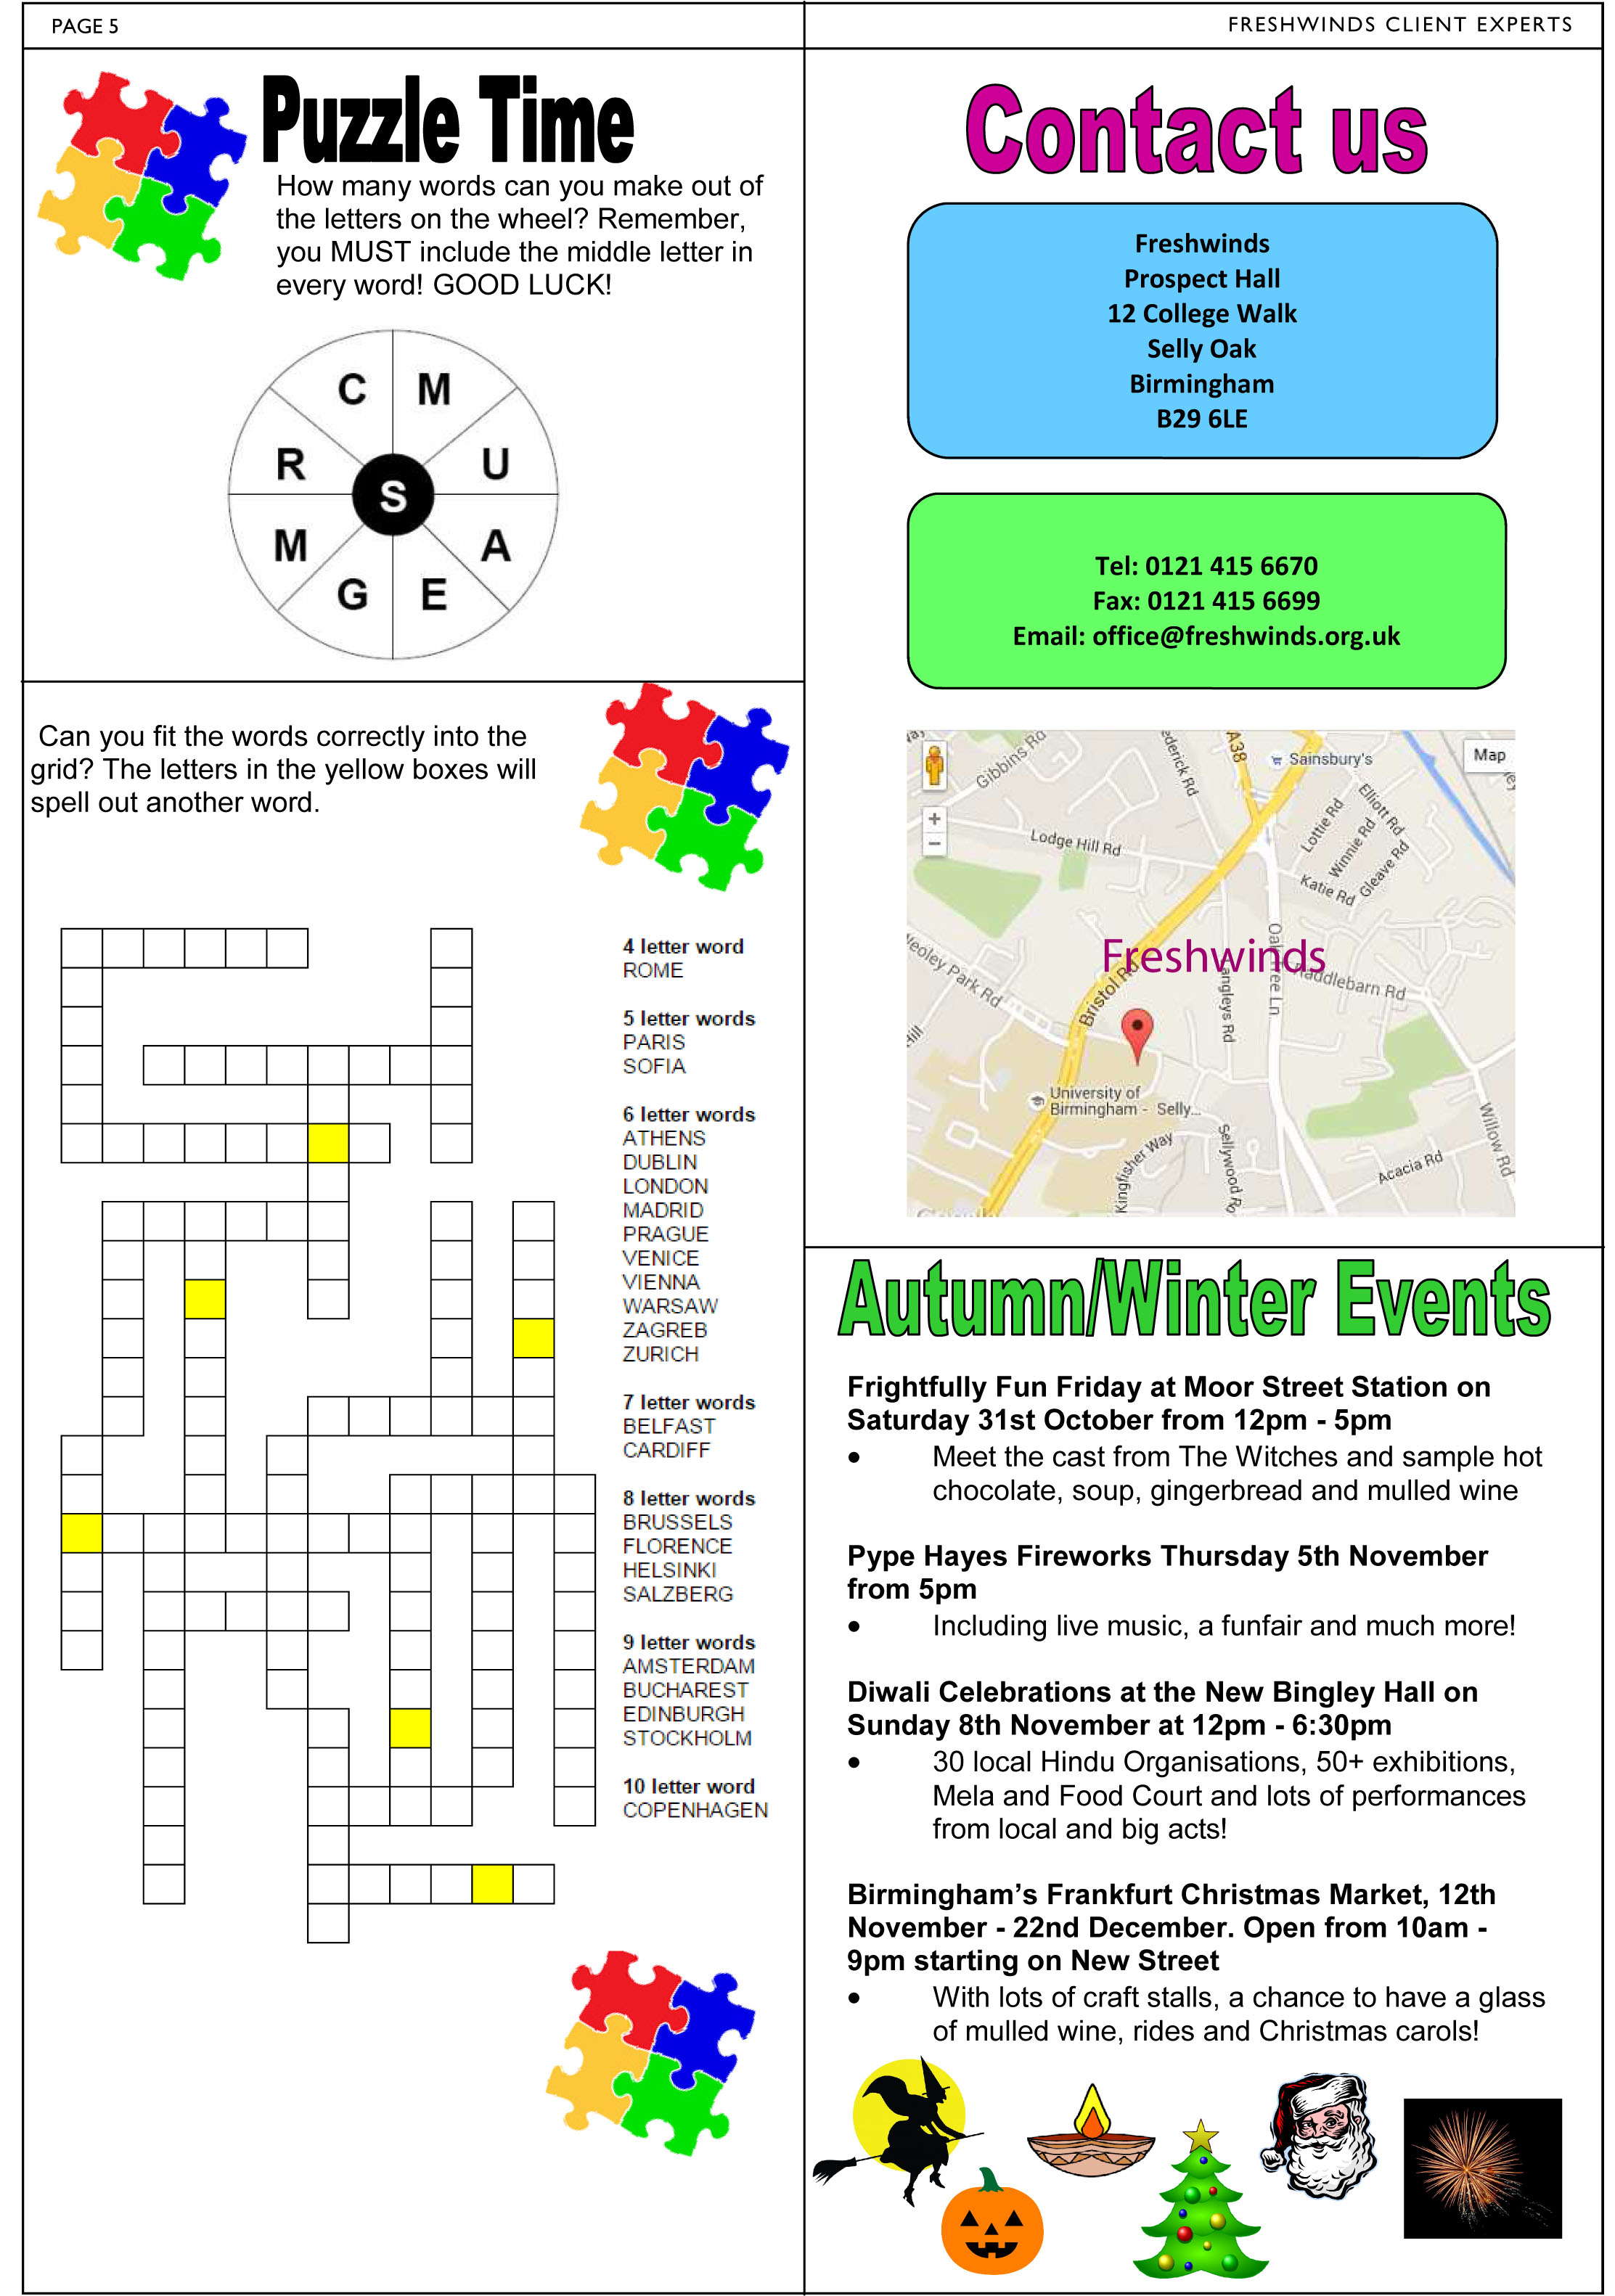 PAGE 5
FRESHWINDS CLIENT EXPERTS
Puzzle Time
How many words can you make out of
the letters on the wheel? Remember,
you MUST include the middle letter in
every word! GOOD LUCK!
C M
R U
S
M A
G E
Can you fit the words correctly into the
grid? The letters in the yellow boxes will
spell out another word.
4 letter word
ROME
5 letter words
PARIS
SOFIA
6 letter words
ATHENS
DUBLIN
LONDON
MADRID
PRAGUE
VENICE
VIENNA
WARSAW
ZAGREB
ZURICH
7 letter words
BELFAST
CARDIFF
8 letter words
BRUSSELS
FLORENCE
HELSINKI
SALZBERG
9 letter words
AMSTERDAM
BUCHAREST
EDINBURGH
STOCKHOLM
10 letter word
COPENHAGEN
Contact us
Freshwinds
Prospect Hall
12 College Walk
Selly Oak
Birmingham
B29 6LE
Tel: 0121 415 6670
Fax: 0121 415 6699
Email: office@freshwinds.org.uk
Gibbins Rd
A38
Sainsbury's
Map
Lodge Hill Rd
Lottie Rd
Elliott Rd
Winnie Rd
Gleave Rd
Katie Rd
Freshwinds
Park Rd
Bristol Rd
Rd
University of
Birmingham - Selly...
Kingfisher Way
Acacia Rd
Willow Rd
Autumn/Winter Events
Frightfully Fun Friday at Moor Street Station on
Saturday 31st October from 12pm - 5pm
• Meet the cast from The Witches and sample hot
chocolate, soup, gingerbread and mulled wine
Pype Hayes Fireworks Thursday 5th November
from 5pm
• Including live music, a funfair and much more!
Diwali Celebrations at the New Bingley Hall on
Sunday 8th November at 12pm - 6:30pm
• 30 local Hindu Organisations, 50+ exhibitions,
Mela and Food Court and lots of performances
from local and big acts!
Birmingham’s Frankfurt Christmas Market, 12th
November - 22nd December. Open from 10am -
9pm starting on New Street
• With lots of craft stalls, a chance to have a glass
of mulled wine, rides and Christmas carols!